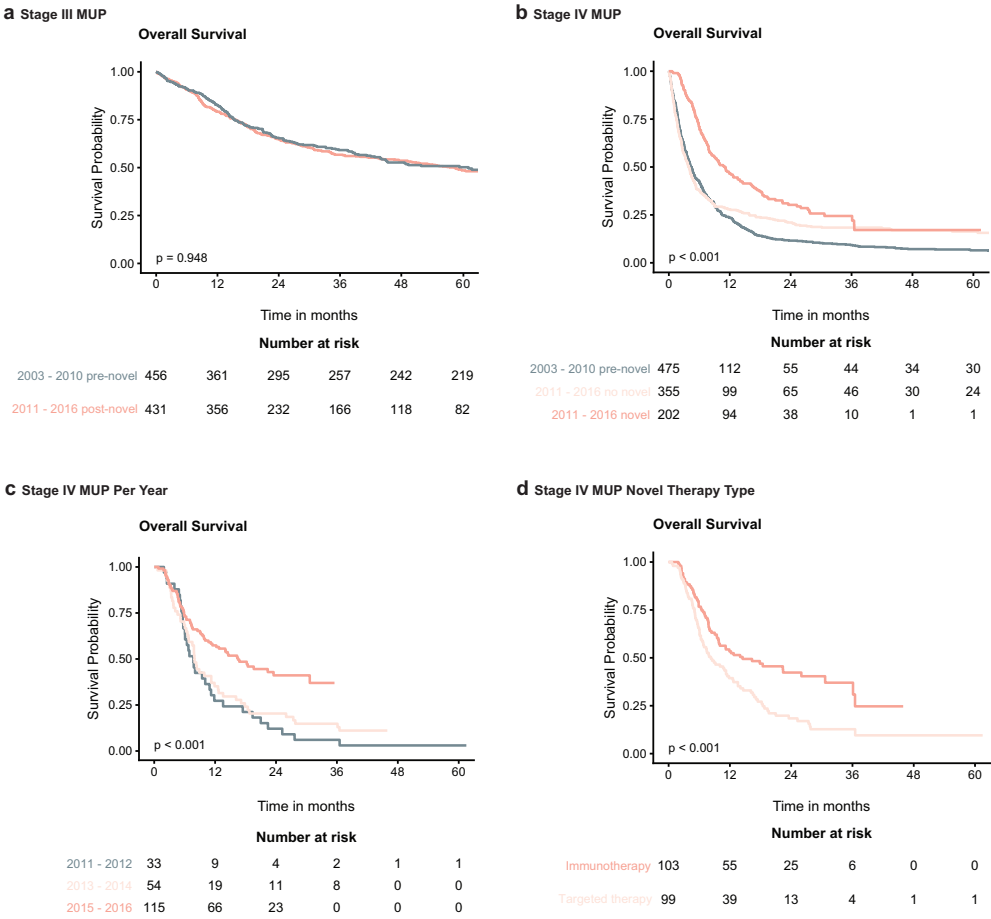 a Stage III MUP
Overall Survival
Survival Probability
1.00
0.75
0.50
0.25
0.00
p = 0.948
0 12 24 36 48 60
Time in months
Number at risk
2003 - 2010 pre-novel 456 361 295 257 242 219
2011 - 2016 post-novel 431 356 232 166 118 82
b Stage IV MUP
Overall Survival
Survival Probability
1.00
0.75
0.50
0.25
0.00
p < 0.001
0 12 24 36 48 60
Time in months
Number at risk
2003 - 2010 pre-novel 475 112 55 44 34 30
2011 - 2016 no novel 355 99 65 46 30 24
2011 - 2016 novel 202 94 38 10 1 1
c Stage IV MUP Per Year
Overall Survival
Survival Probability
1.00
0.75
0.50
0.25
0.00
p < 0.001
0 12 24 36 48 60
Time in months
Number at risk
2011 - 2012 33 9 4 2 1 1
2013 - 2014 54 19 11 8 0 0
2015 - 2016 115 66 23 0 0 0
d Stage IV MUP Novel Therapy Type
Overall Survival
Survival Probability
1.00
0.75
0.50
0.25
0.00
p < 0.001
0 12 24 36 48 60
Time in months
Number at risk
Immunotherapy 103 55 25 6 0 0
Targeted therapy 99 39 13 4 1 1